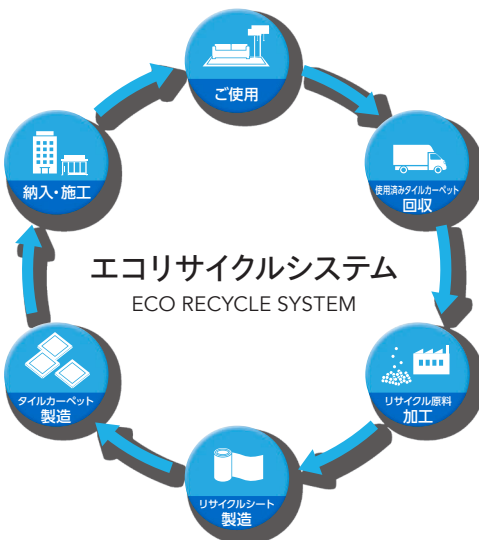 ご使用
使用済みタイルカーペット
回収
リサイクル原料
加工
リサイクルシート
製造
タイルカーペット
製造
納入・施工
エコリサイクルシステム
ECO RECYCLE SYSTEM